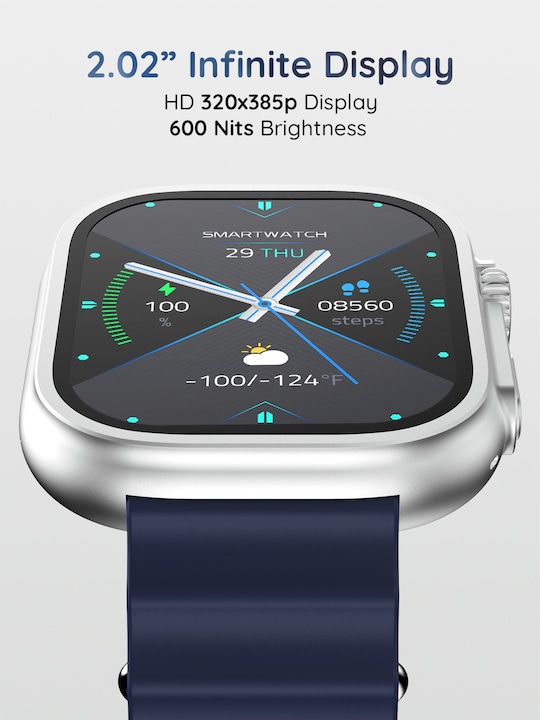 2.02” Infinite Display
HD 320x385p Display
600 Nits Brightness
SMARTWATCH
29 THU
100
%
08560
steps
-100/-124°F